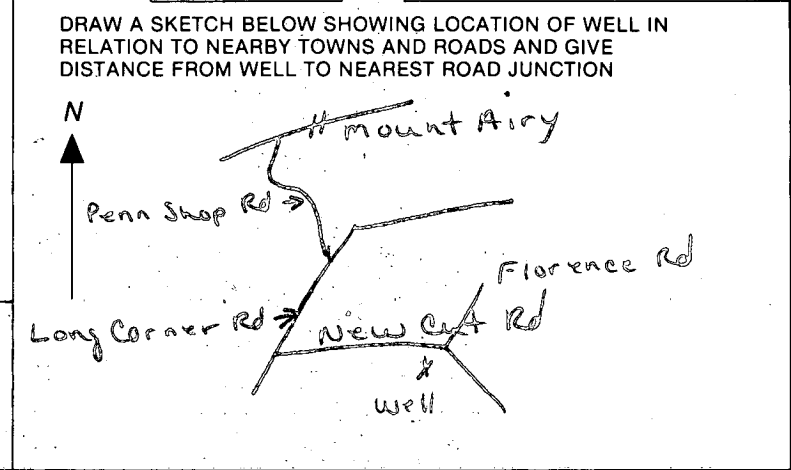 DRAW A SKETCH BELOW SHOWING LOCATION OF WELL IN
RELATION TO NEARBY TOWNS AND ROADS AND GIVE
DISTANCE FROM WELL TO NEAREST ROAD JUNCTION
N
Mount Airy
Penn Shop Rd
Florence Rd
Long Corner Rd
New Cut Rd
Well